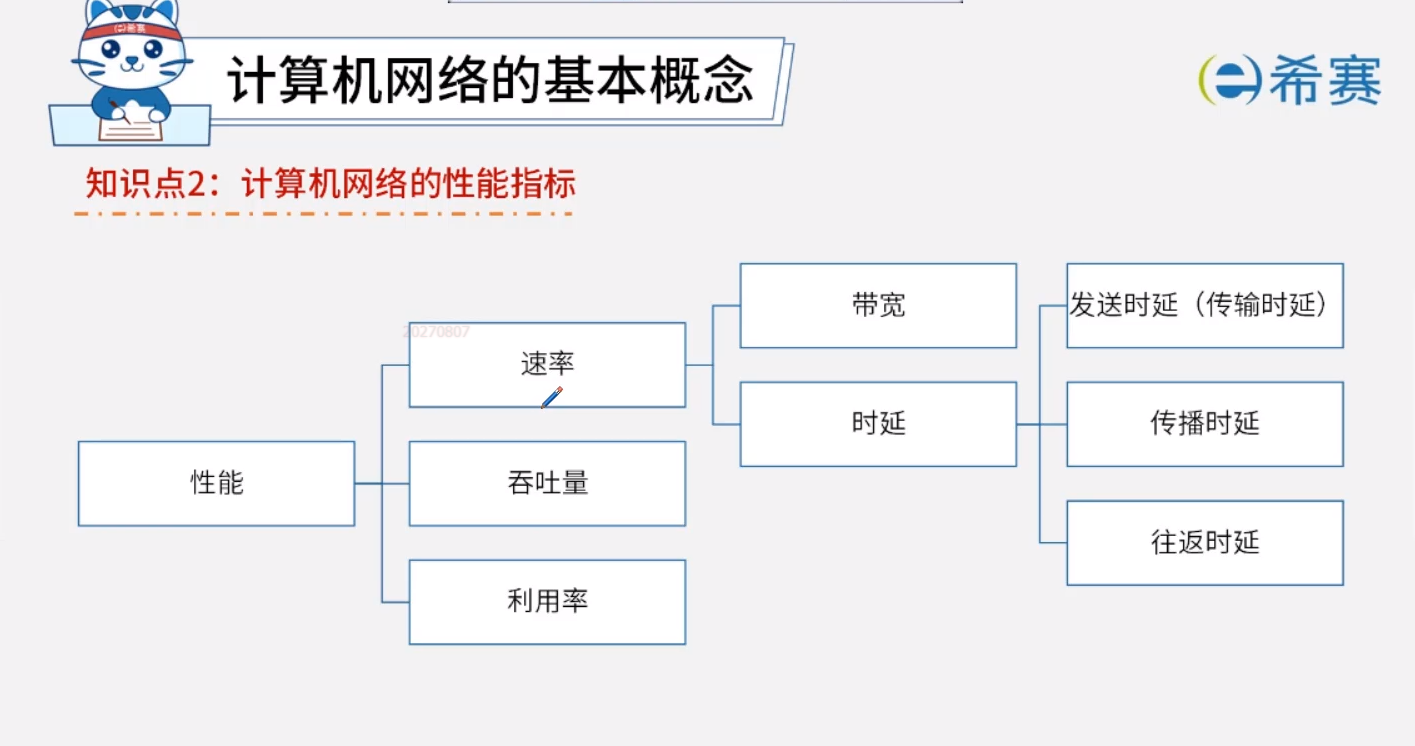 希赛
计算机网络的基本概念
希赛
知识点2：计算机网络的性能指标
带宽
发送时延（传输时延）
20270807
速率
时延
传播时延
性能
吞吐量
往返时延
利用率